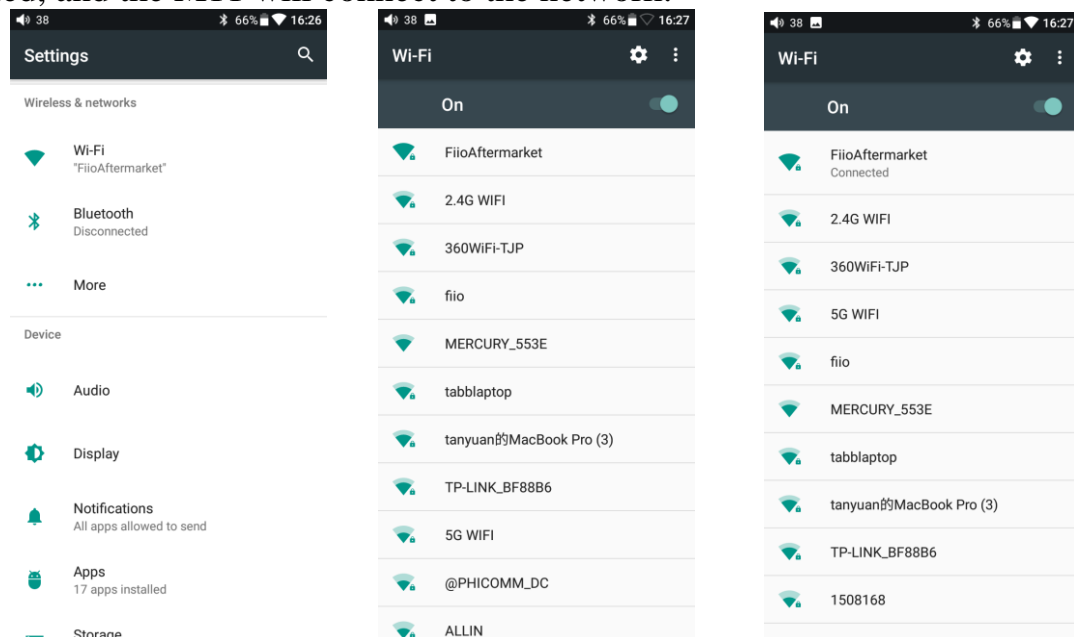 38 66% 16:26
Settings
Wireless & networks
Wi-Fi
"FiioAftermarket"
Bluetooth
Disconnected
More
Device
Audio
Display
Notifications
All apps allowed to send
Apps
17 apps installed
Storage
38 66% 16:27
Wi-Fi
On
FiioAftermarket
2.4G WIFI
360WiFi-TJP
fiio
MERCURY_553E
tabblaptop
tanyuan的MacBook Pro (3)
TP-LINK_BF88B6
5G WIFI
@PHICOMM_DC
ALLIN
38 66% 16:27
Wi-Fi
On
FiioAftermarket
Connected
2.4G WIFI
360WiFi-TJP
5G WIFI
fiio
MERCURY_553E
tabblaptop
tanyuan的MacBook Pro (3)
TP-LINK_BF88B6
1508168